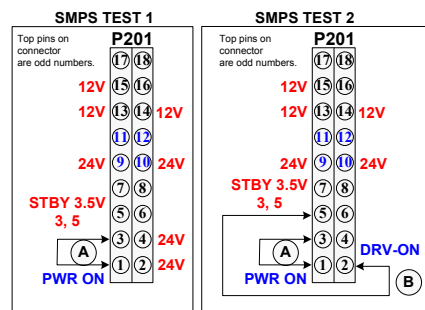 SMPS TEST 1
Top pins on
connector
are odd numbers.
P201
17 18
12V 15 16
12V 13 14 12V
11 12
24V 9 10 24V
7 8
STBY 3.5V
3, 5
5 6
3 4 24V
A
1 2 24V
PWR ON
SMPS TEST 2
Top pins on
connector
are odd numbers.
P201
17 18
12V 15 16
12V 13 14 12V
11 12
24V 9 10 24V
7 8
STBY 3.5V
3, 5
5 6
3 4
A
DRV-ON
1 2
PWR ON
B